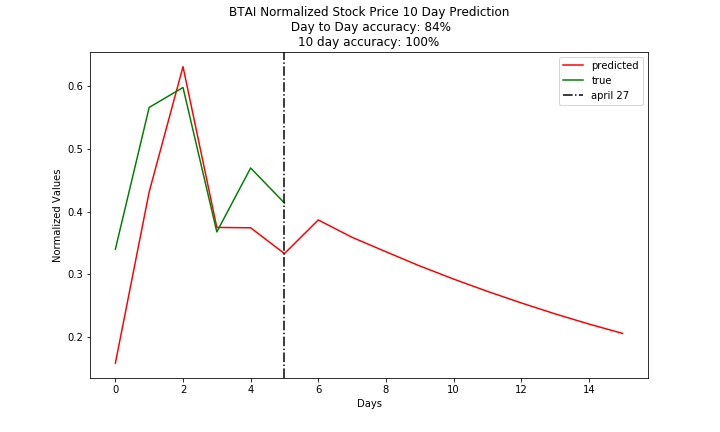 BTAI Normalized Stock Price 10 Day Prediction
Day to Day accuracy: 84%
10 day accuracy: 100%
predicted
true
april 27
0.6
0.5
0.4
0.3
0.2
Normalized Values
0 2 4 6 8 10 12 14
Days